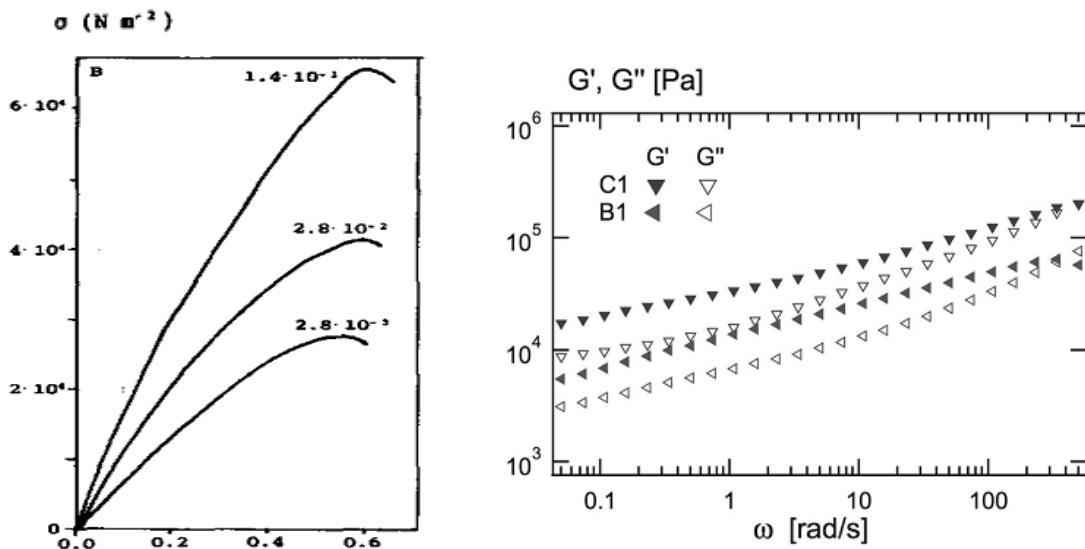 σ (N m⁻²)
B
1.4·10⁻¹
6·10⁴
2.8·10⁻²
4·10⁴
2.8·10⁻³
2·10⁴
0
0.0 0.2 0.4 0.6
G', G'' [Pa]
10⁶
G' G''
C1
B1
10⁵
10⁴
10³
0.1 1 10 100
ω [rad/s]